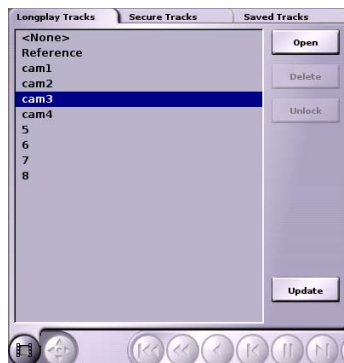 Longplay Tracks
Secure Tracks
Saved Tracks
<None>
Reference
cam1
cam2
cam3
cam4
5
6
7
8
Open
Delete
Unlock
Update